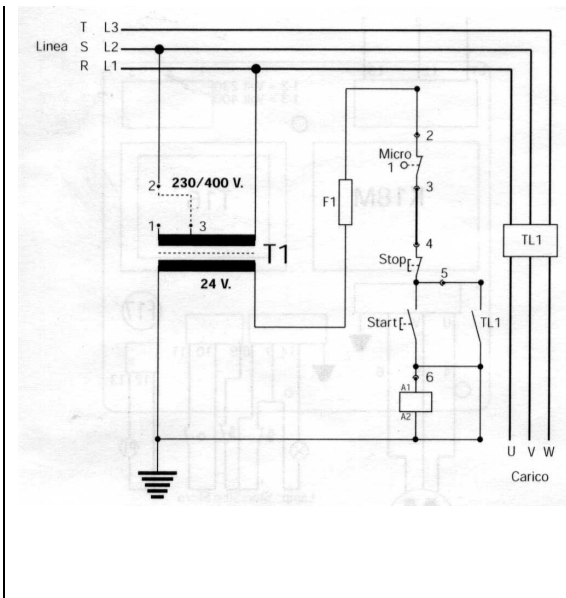 T L3
Linea S L2
R L1
2
Micro
1
3
2 230/400 V.
F1
1 3
4
T1
TL1
Stop
24 V.
5
Start
TL1
6
A1
A2
U V W
Carico